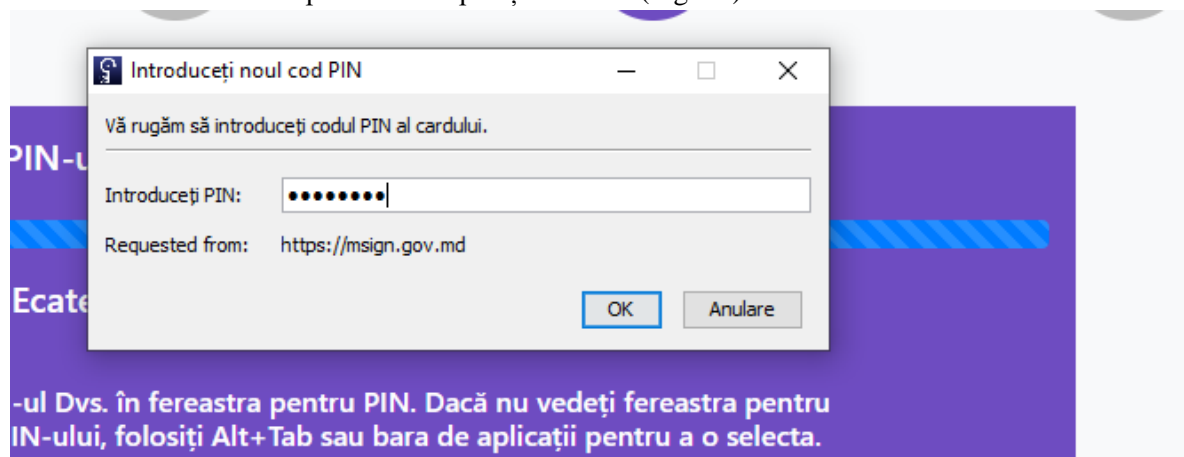 Introduceți noul cod PIN
Vă rugăm să introduceți codul PIN al cardului.
PIN-u
Introduceți PIN: ●●●●●●●●
Requested from: https://msign.gov.md
Ecate
OK Anulare
-ul Dvs. în fereastra pentru PIN. Dacă nu vedeți fereastra pentru
IN-ului, folosiți Alt+Tab sau bara de aplicații pentru a o selecta.